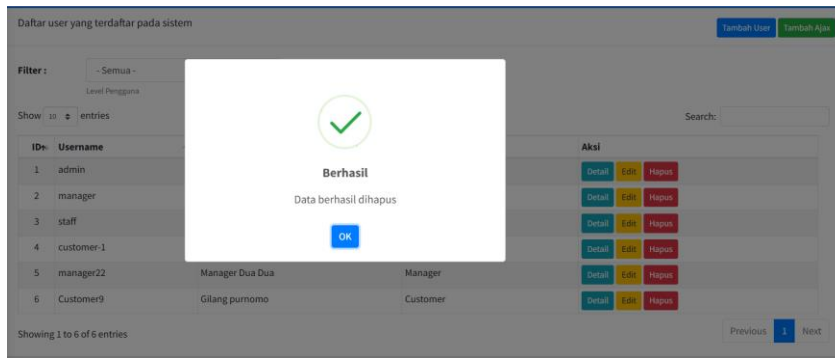 Daftar user yang terdaftar pada sistem
Tambah User Tambah Ajax
Filter : - Semua -
Level Pengguna
Show 10 entries Search:
ID Username Aksi
1 admin Detail Edit Hapus
2 manager Detail Edit Hapus
3 staff Detail Edit Hapus
4 customer-1 Detail Edit Hapus
5 manager22 Manager Dua Dua Manager Detail Edit Hapus
6 Customer9 Gilang purnomo Customer Detail Edit Hapus
Showing 1 to 6 of 6 entries Previous 1 Next
Berhasil
Data berhasil dihapus
OK